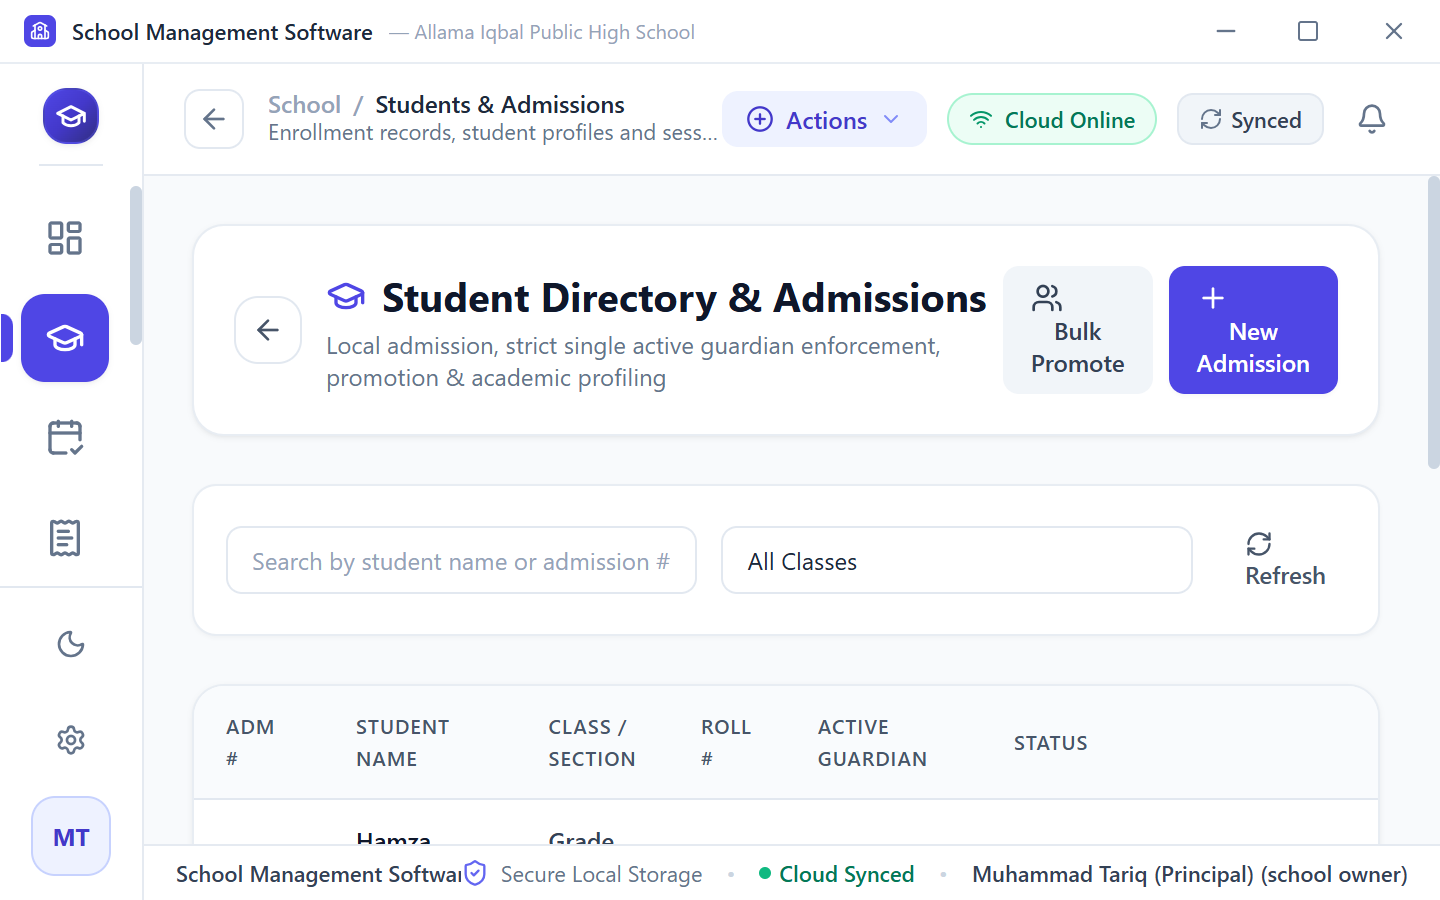 School Management Software — Allama Iqbal Public High School
School / Students & Admissions
Enrollment records, student profiles and sess...
Actions
Cloud Online
Synced
Student Directory & Admissions
Local admission, strict single active guardian enforcement,
promotion & academic profiling
Bulk
Promote
New
Admission
Search by student name or admission #
All Classes
Refresh
ADM
#
STUDENT
NAME
CLASS /
SECTION
ROLL
#
ACTIVE
GUARDIAN
STATUS
Hamza
Grade
MT
School Management Softwar
Secure Local Storage
• Cloud Synced
• Muhammad Tariq (Principal) (school owner)